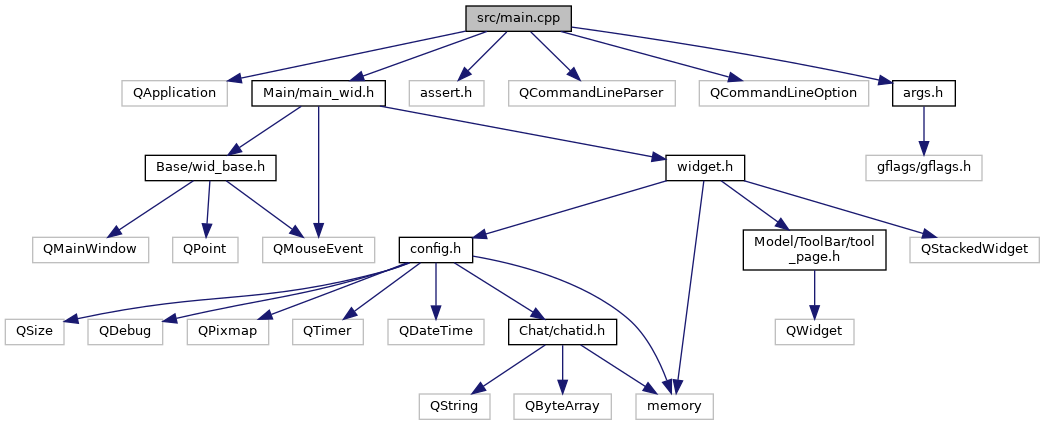 src/main.cpp
QApplication
Main/main_wid.h
assert.h
QCommandLineParser
QCommandLineOption
args.h
Base/wid_base.h
widget.h
gflags/gflags.h
QMainWindow
QPoint
QMouseEvent
config.h
Model/ToolBar/tool
_page.h
QStackedWidget
QSize
QDebug
QPixmap
QTimer
QDateTime
Chat/chatid.h
QWidget
QString
QByteArray
memory